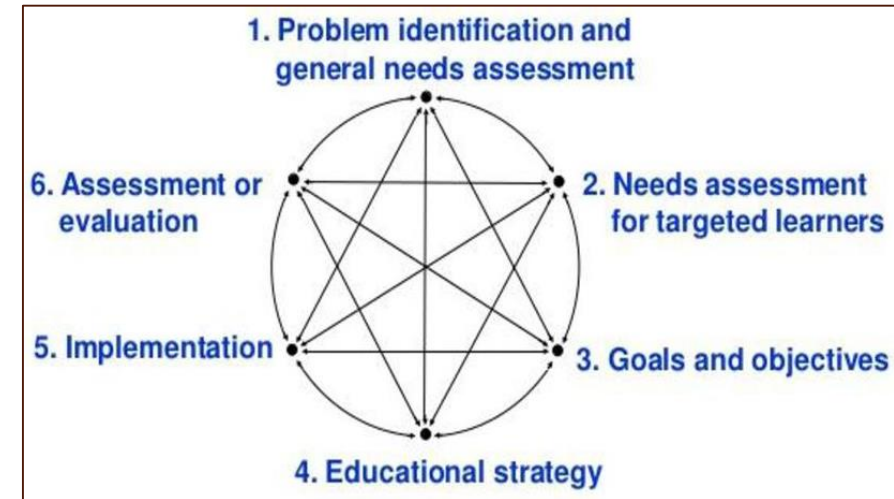 1. Problem identification and
general needs assessment
6. Assessment or
evaluation
2. Needs assessment
for targeted learners
5. Implementation
3. Goals and objectives
4. Educational strategy